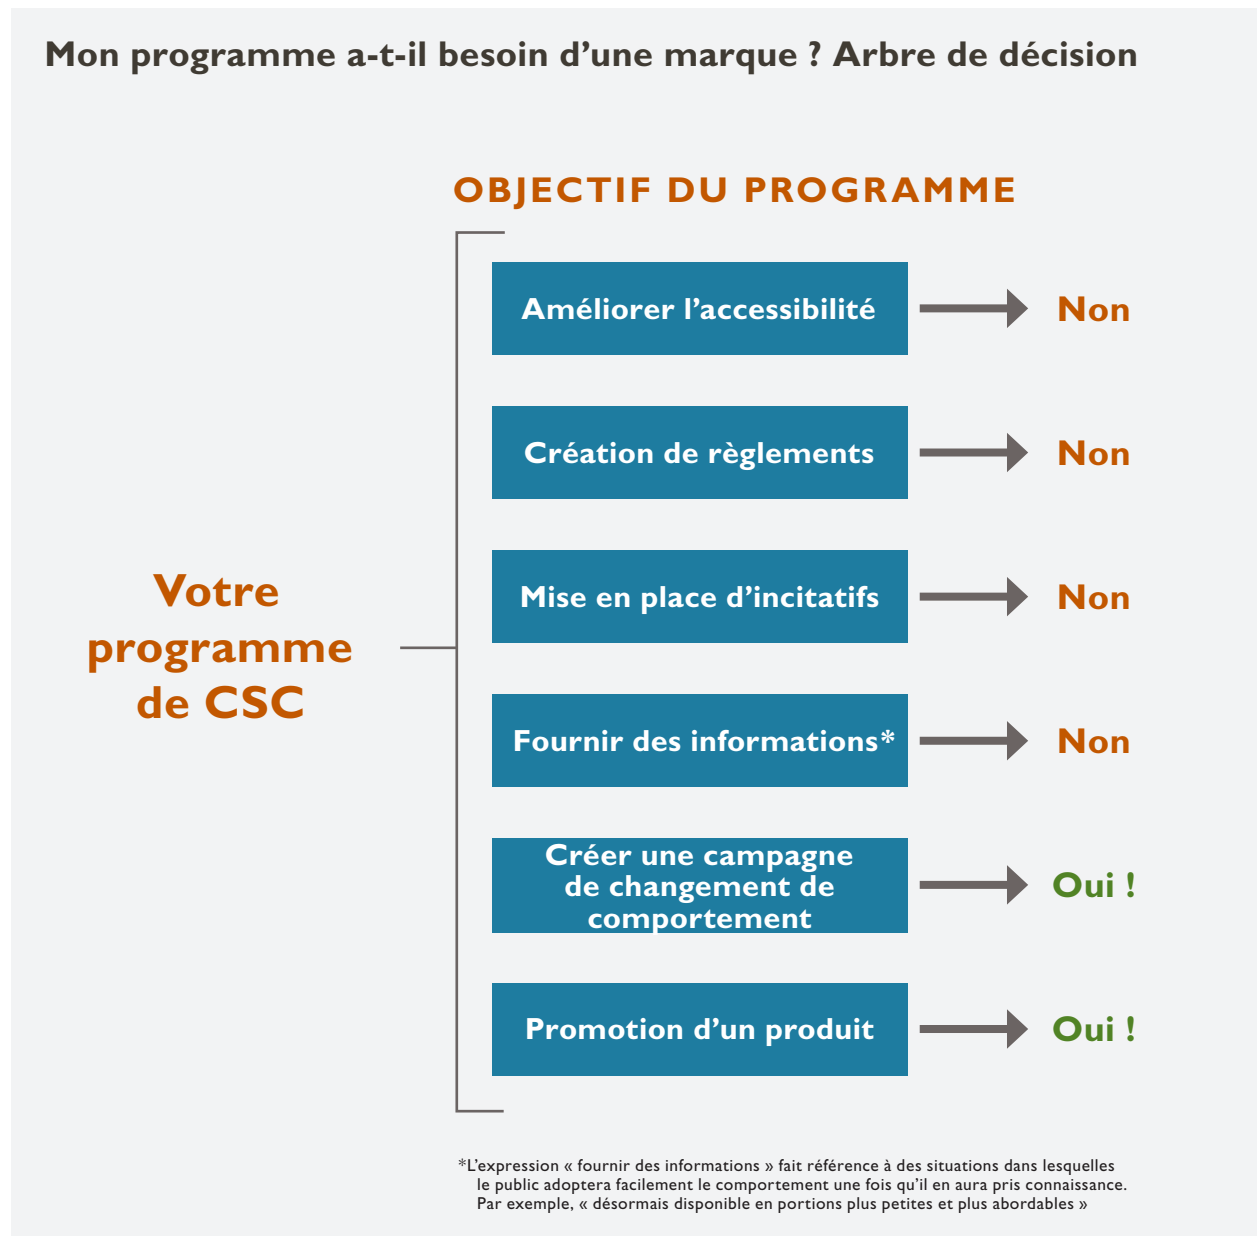 Mon programme a-t-il besoin d’une marque ? Arbre de décision
OBJECTIF DU PROGRAMME
Votre
programme
de CSC
Améliorer l’accessibilité
Non
Création de règlements
Non
Mise en place d’incitatifs
Non
Fournir des informations*
Non
Créer une campagne
de changement de
comportement
Oui !
Promotion d’un produit
Oui !
*L’expression « fournir des informations » fait référence à des situations dans lesquelles
le public adoptera facilement le comportement une fois qu’il en aura pris connaissance.
Par exemple, « désormais disponible en portions plus petites et plus abordables »